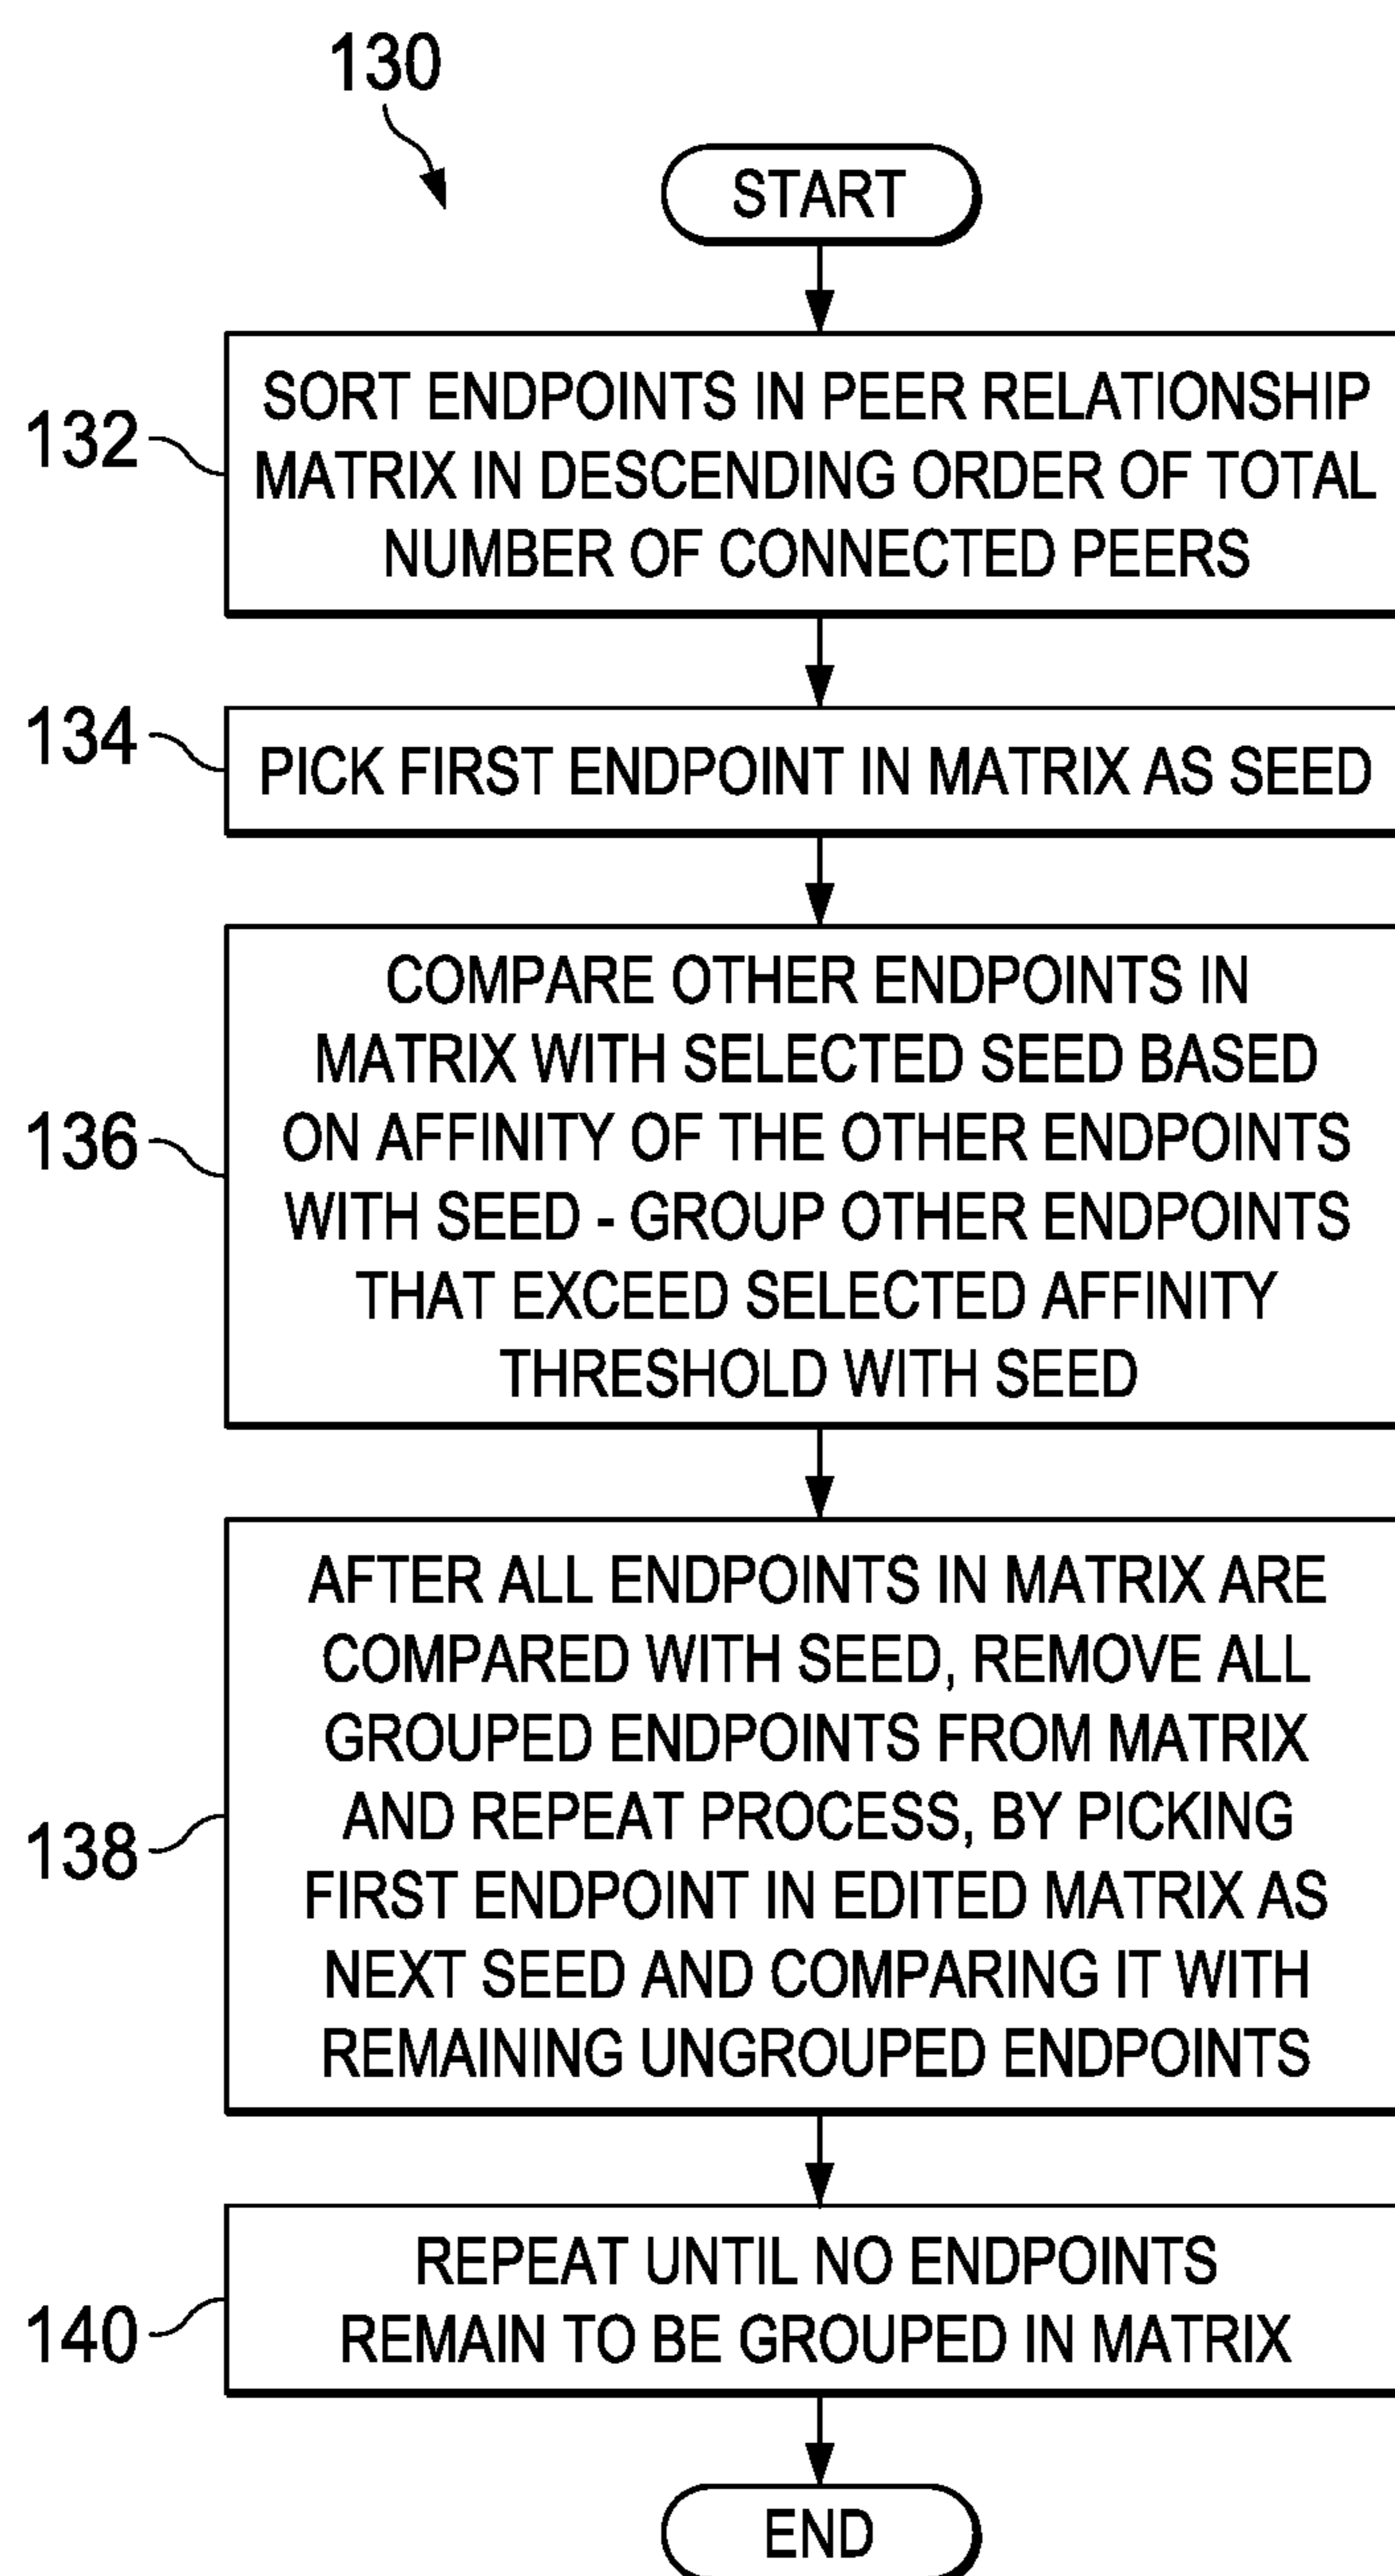 130
START
132
SORT ENDPOINTS IN PEER RELATIONSHIP
MATRIX IN DESCENDING ORDER OF TOTAL
NUMBER OF CONNECTED PEERS
134
PICK FIRST ENDPOINT IN MATRIX AS SEED
136
COMPARE OTHER ENDPOINTS IN
MATRIX WITH SELECTED SEED BASED
ON AFFINITY OF THE OTHER ENDPOINTS
WITH SEED - GROUP OTHER ENDPOINTS
THAT EXCEED SELECTED AFFINITY
THRESHOLD WITH SEED
138
AFTER ALL ENDPOINTS IN MATRIX ARE
COMPARED WITH SEED, REMOVE ALL
GROUPED ENDPOINTS FROM MATRIX
AND REPEAT PROCESS, BY PICKING
FIRST ENDPOINT IN EDITED MATRIX AS
NEXT SEED AND COMPARING IT WITH
REMAINING UNGROUPED ENDPOINTS
140
REPEAT UNTIL NO ENDPOINTS
REMAIN TO BE GROUPED IN MATRIX
END